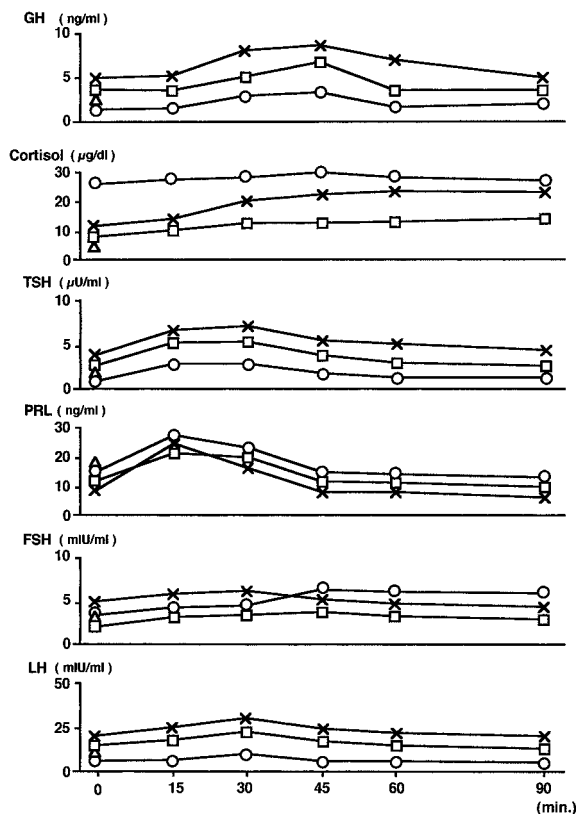 GH (ng/ml)
10
5
0
Cortisol (μg/dl)
30
20
10
0
TSH (μU/ml)
10
5
0
PRL (ng/ml)
30
20
10
0
FSH (mIU/ml)
10
5
0
LH (mIU/ml)
50
25
0
0 15 30 45 60 90
(min.)